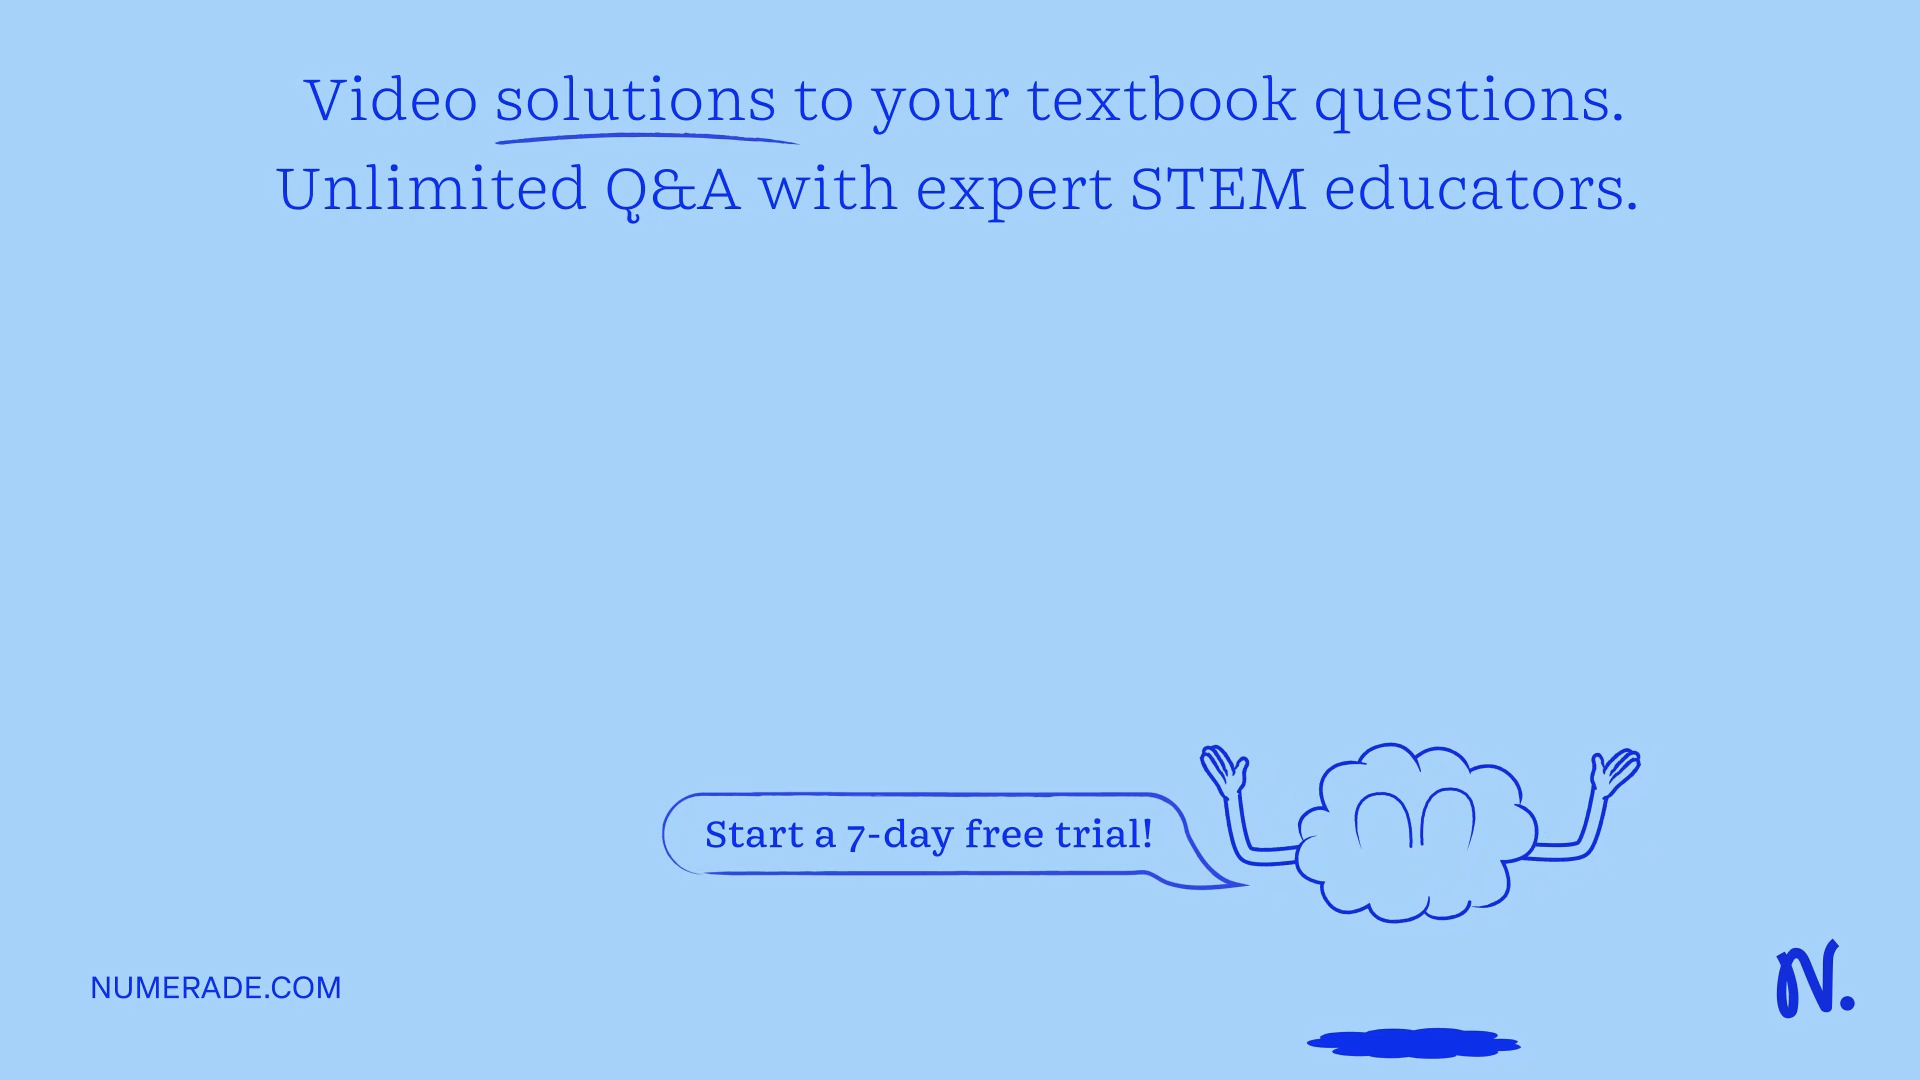 Video solutions to your textbook questions.
Unlimited Q&A with expert STEM educators.
Start a 7-day free trial!
NUMERADE.COM
N.